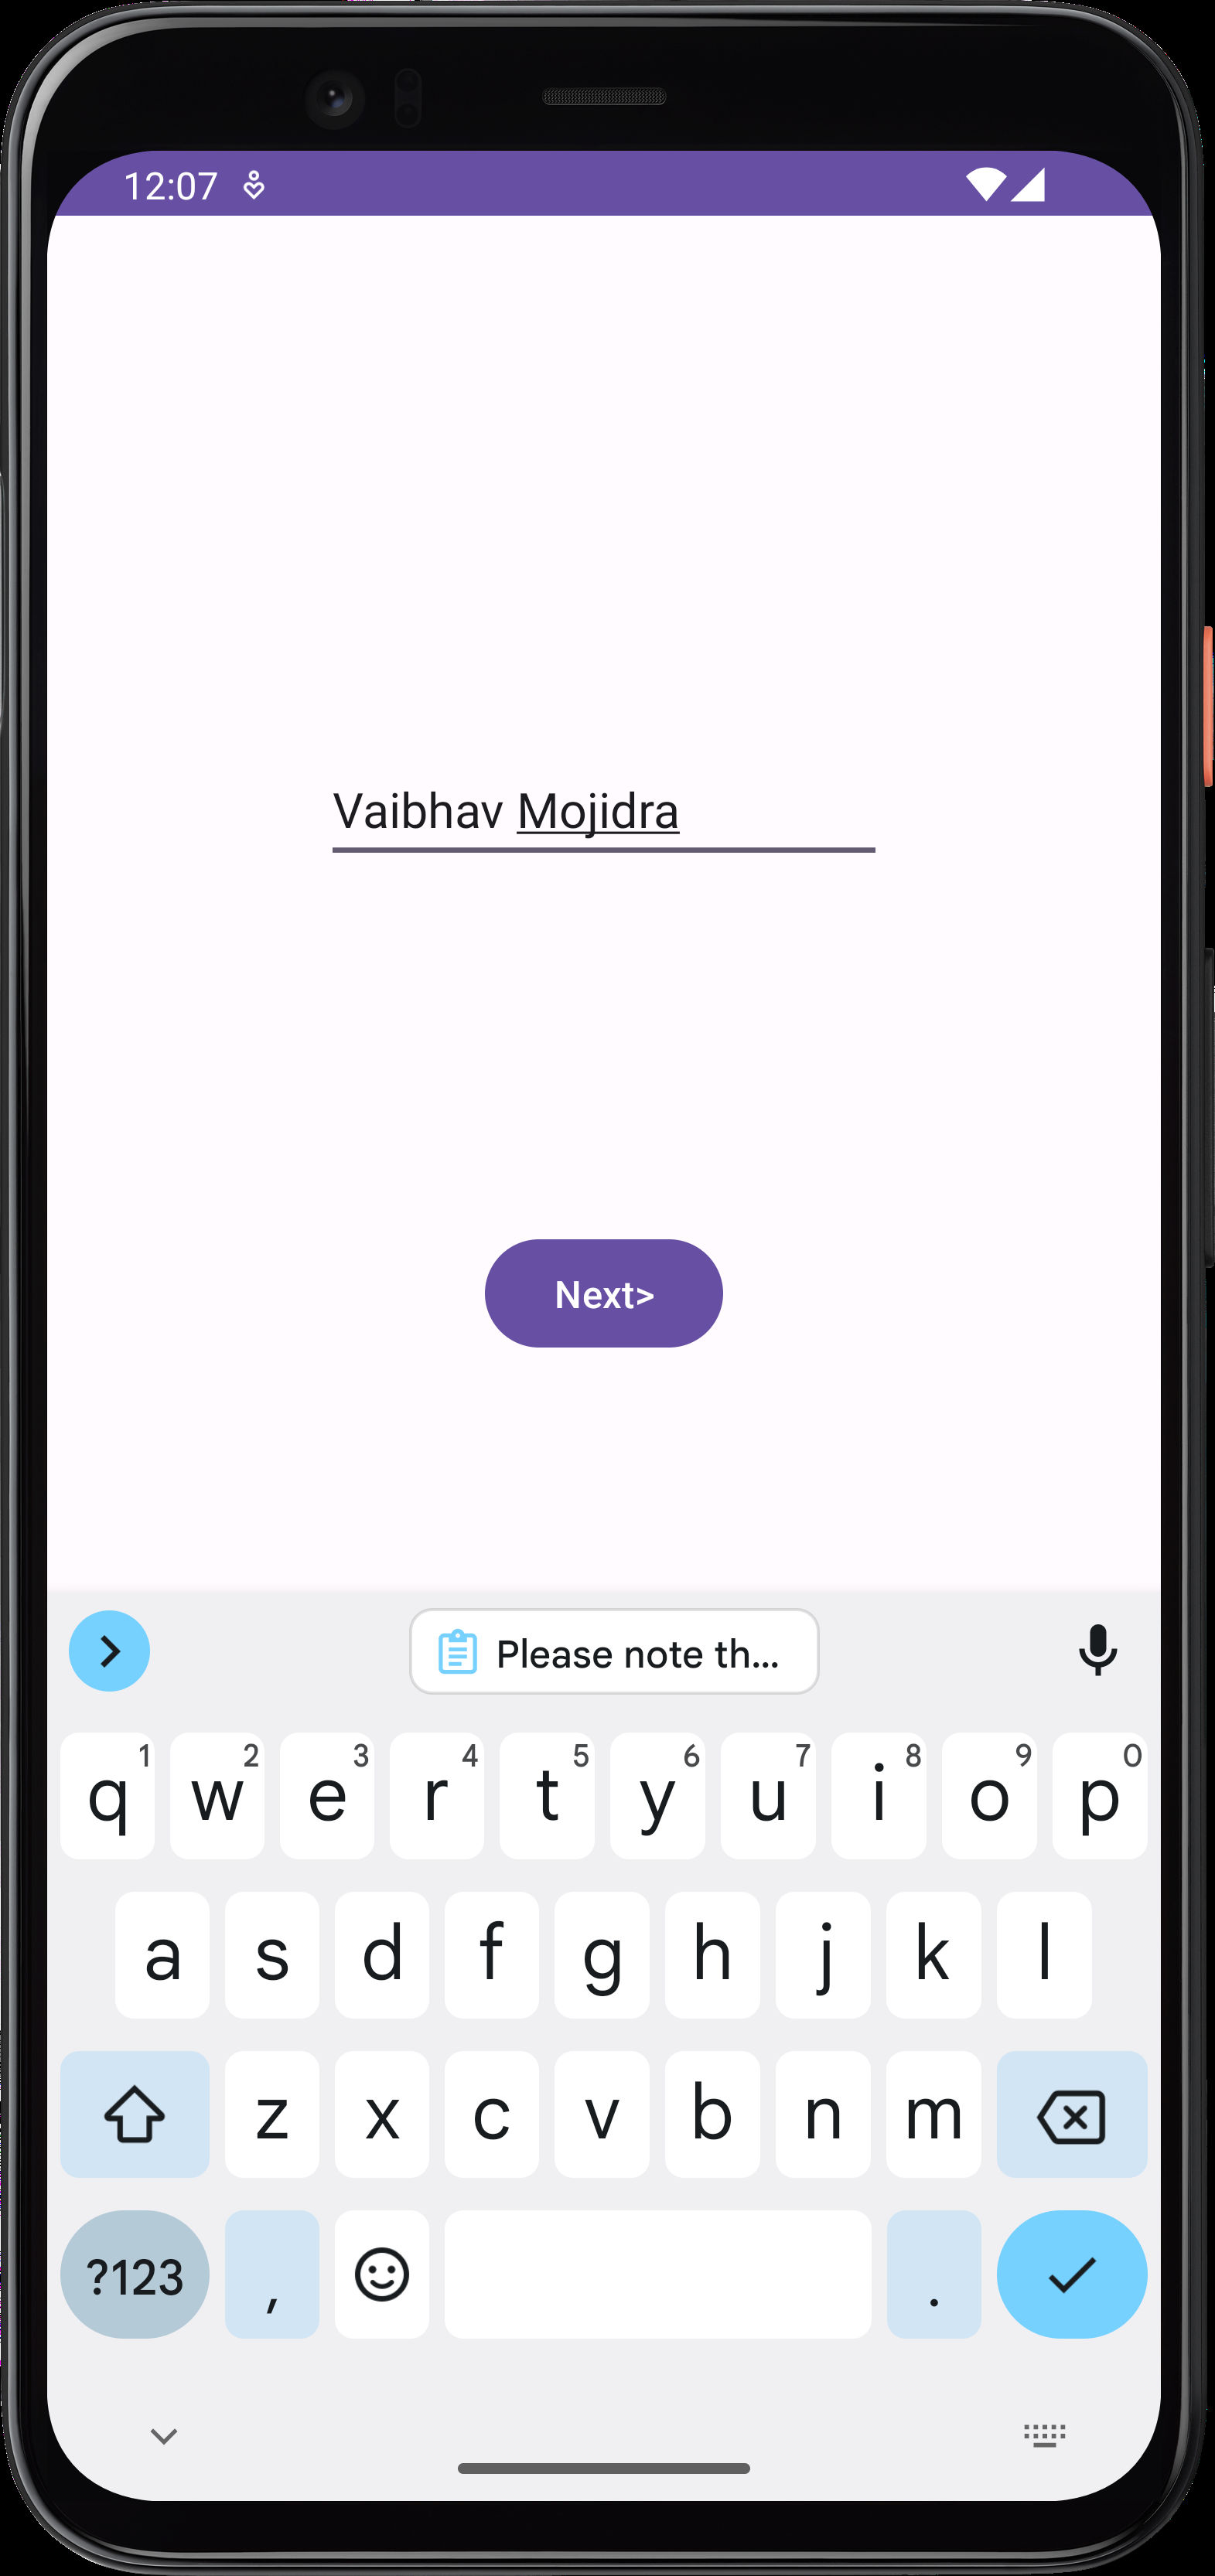 12:07
Vaibhav Mojidra
Next>
Please note th...
q 1 w 2 e 3 r 4 t 5 y 6 u 7 i 8 o 9 p 0
a s d f g h j k l
z x c v b n m
?123 , .